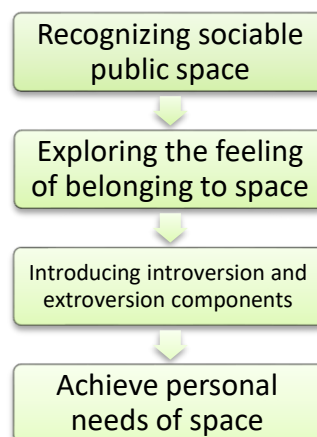 Recognizing sociable
public space
Exploring the feeling
of belonging to space
Introducing introversion and
extroversion components
Achieve personal
needs of space